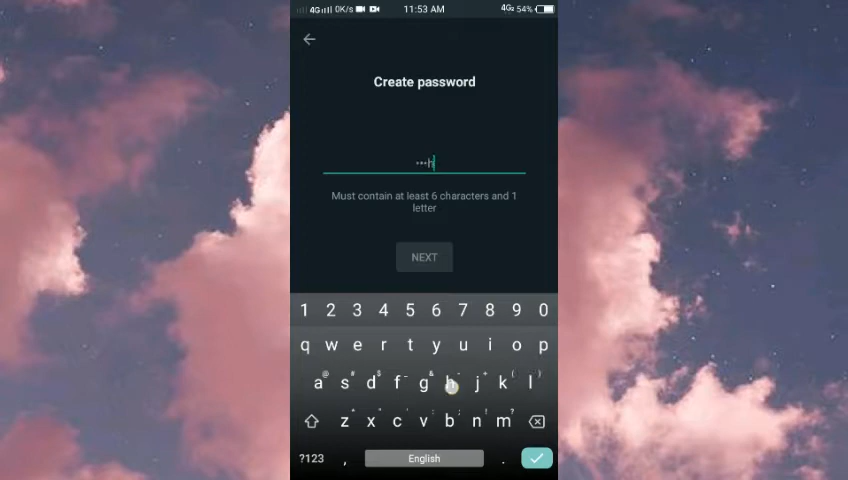 4G 0K/s 11:53 AM 4G 54%
Create password
•••h
Must contain at least 6 characters and 1
letter
NEXT
1 2 3 4 5 6 7 8 9 0
q w e r t y u i o p
@ # $ - & - + ( )
a s d f g h j k l
* " ' : ; ! ?
z x c v b n m
?123 , English .